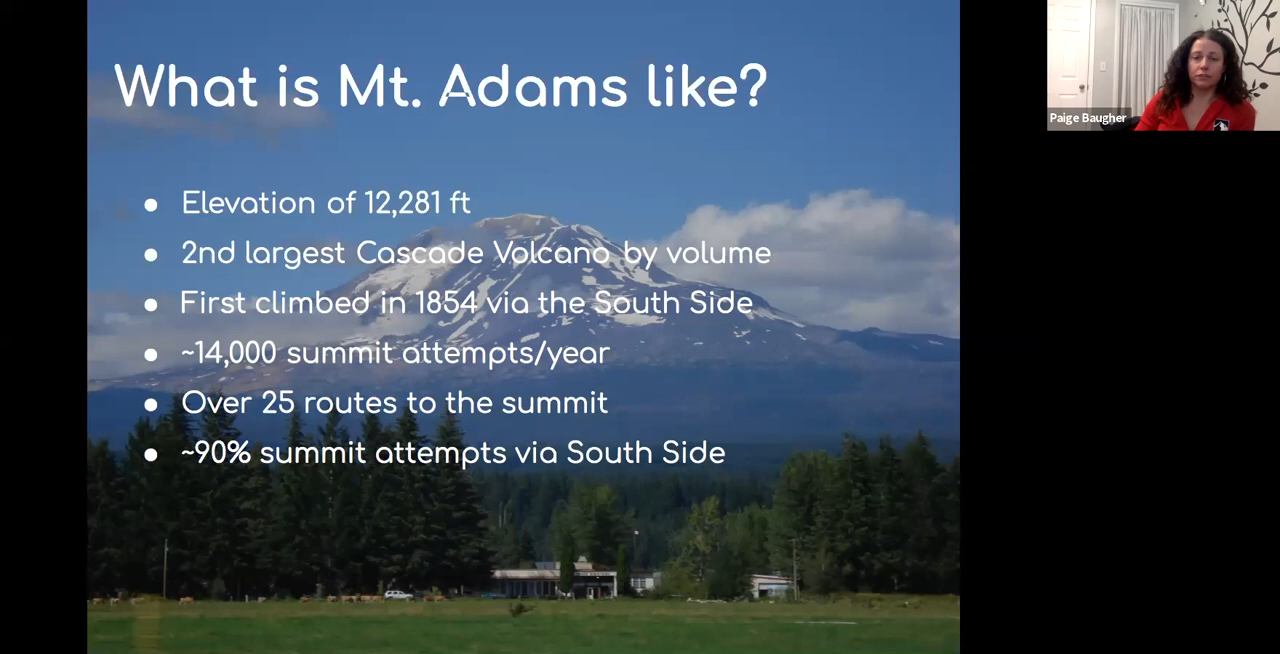 What is Mt. Adams like?
● Elevation of 12,281 ft
● 2nd largest Cascade Volcano by volume
● First climbed in 1854 via the South Side
● ~14,000 summit attempts/year
● Over 25 routes to the summit
● ~90% summit attempts via South Side
Paige Baugher